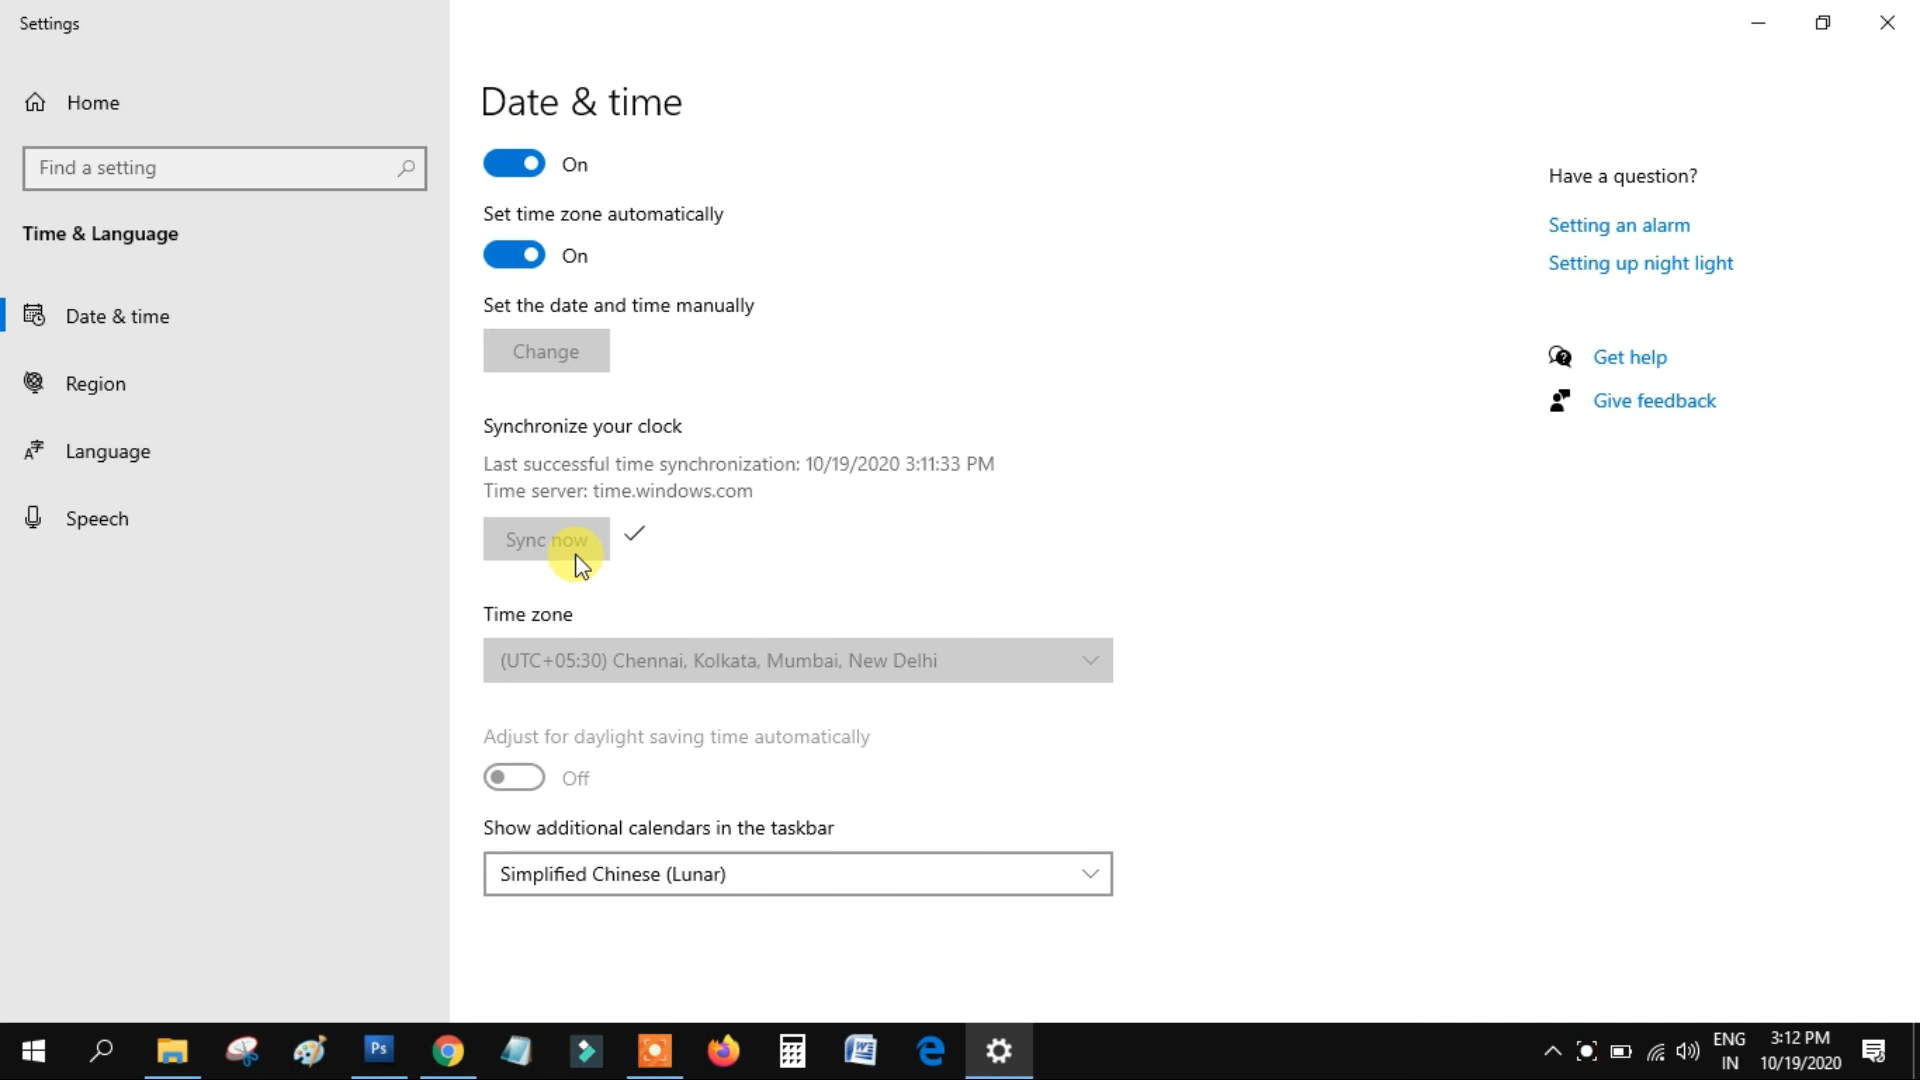 Settings
Home
Find a setting
Time & Language
Date & time
Region
Language
Speech
Date & time
On
Set time zone automatically
On
Set the date and time manually
Change
Synchronize your clock
Last successful time synchronization: 10/19/2020 3:11:33 PM
Time server: time.windows.com
Sync now
Time zone
(UTC+05:30) Chennai, Kolkata, Mumbai, New Delhi
Adjust for daylight saving time automatically
Off
Show additional calendars in the taskbar
Simplified Chinese (Lunar)
Have a question?
Setting an alarm
Setting up night light
Get help
Give feedback
Ps
ENG
IN
3:12 PM
10/19/2020